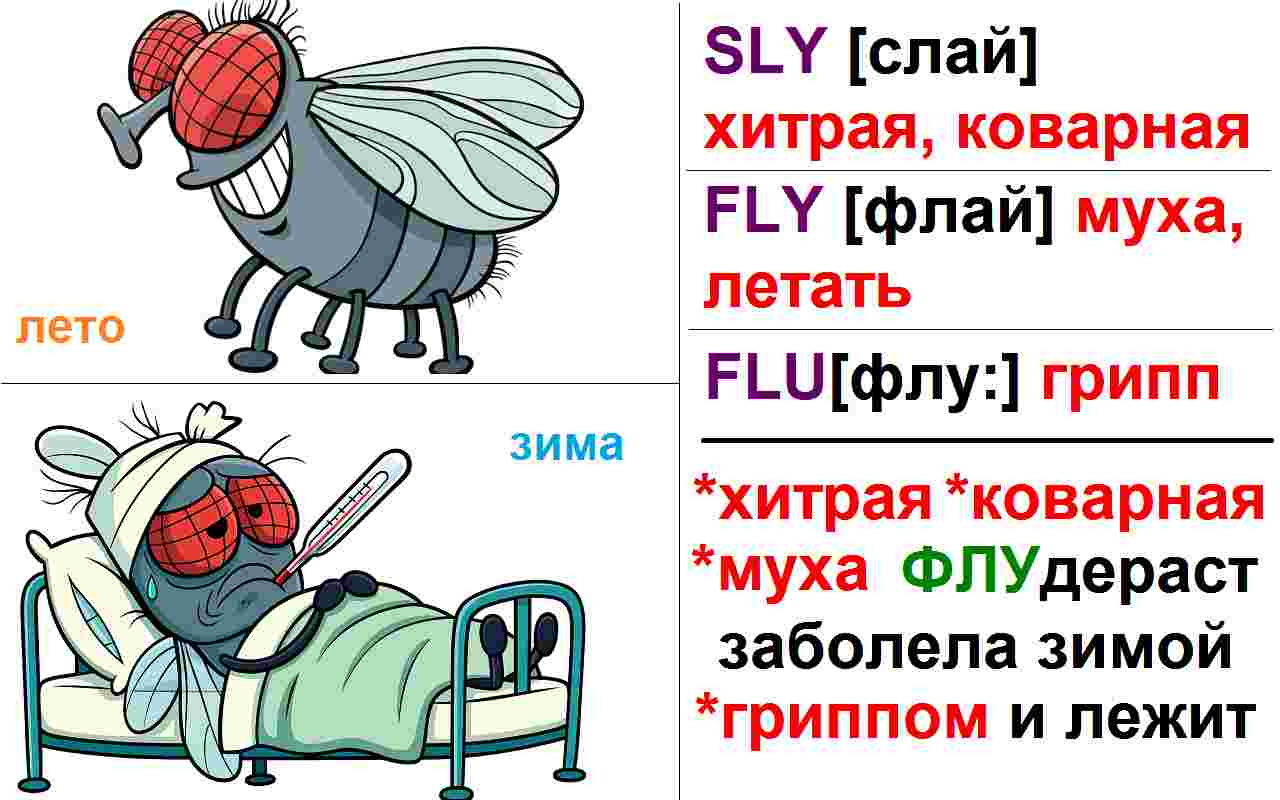 лето
зима
SLY [слай]
хитрая, коварная
FLY [флай] муха,
летать
FLU[флу:] грипп
*хитрая *коварная
*муха ФЛУдераст
заболела зимой
*гриппом и лежит